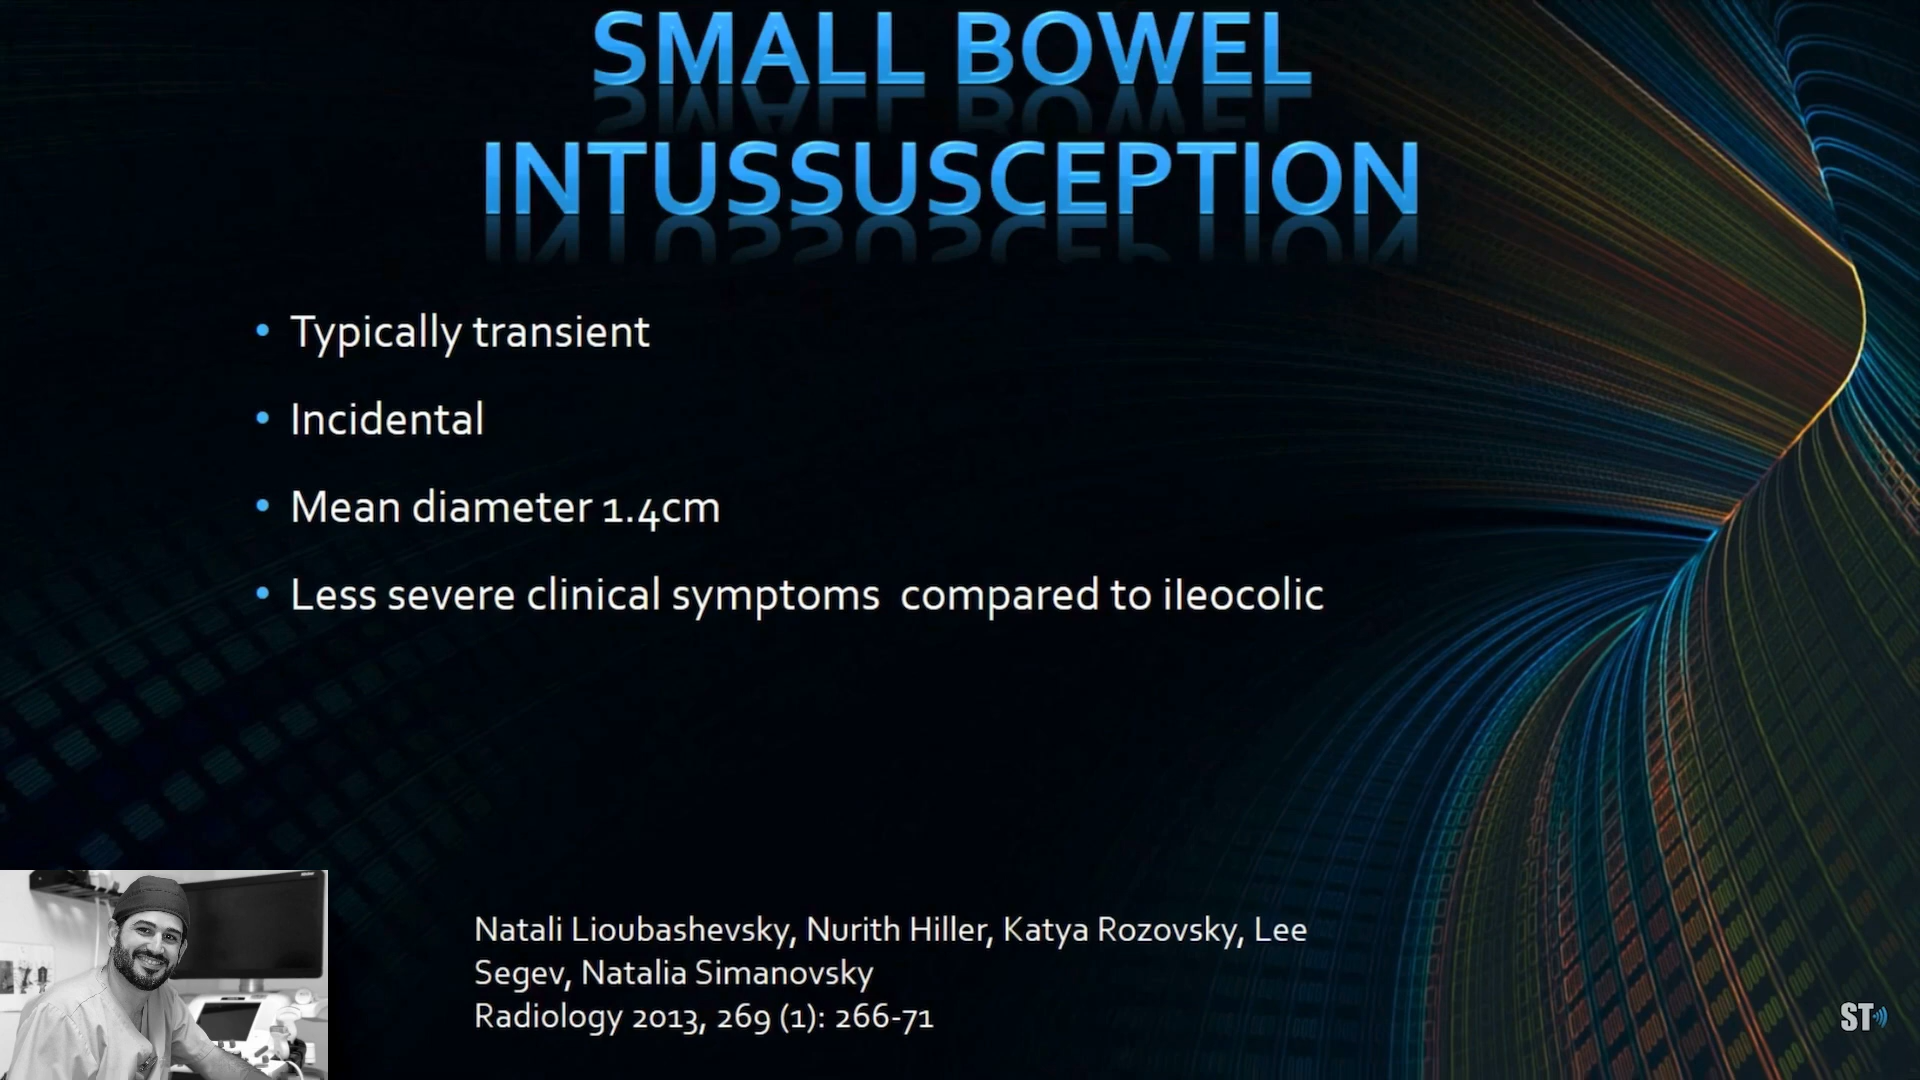 SMALL BOWEL
INTUSSUSCEPTION
• Typically transient
• Incidental
• Mean diameter 1.4cm
• Less severe clinical symptoms  compared to ileocolic
Natali Lioubashevsky, Nurith Hiller, Katya Rozovsky, Lee
Segev, Natalia Simanovsky
Radiology 2013, 269 (1): 266-71
ST